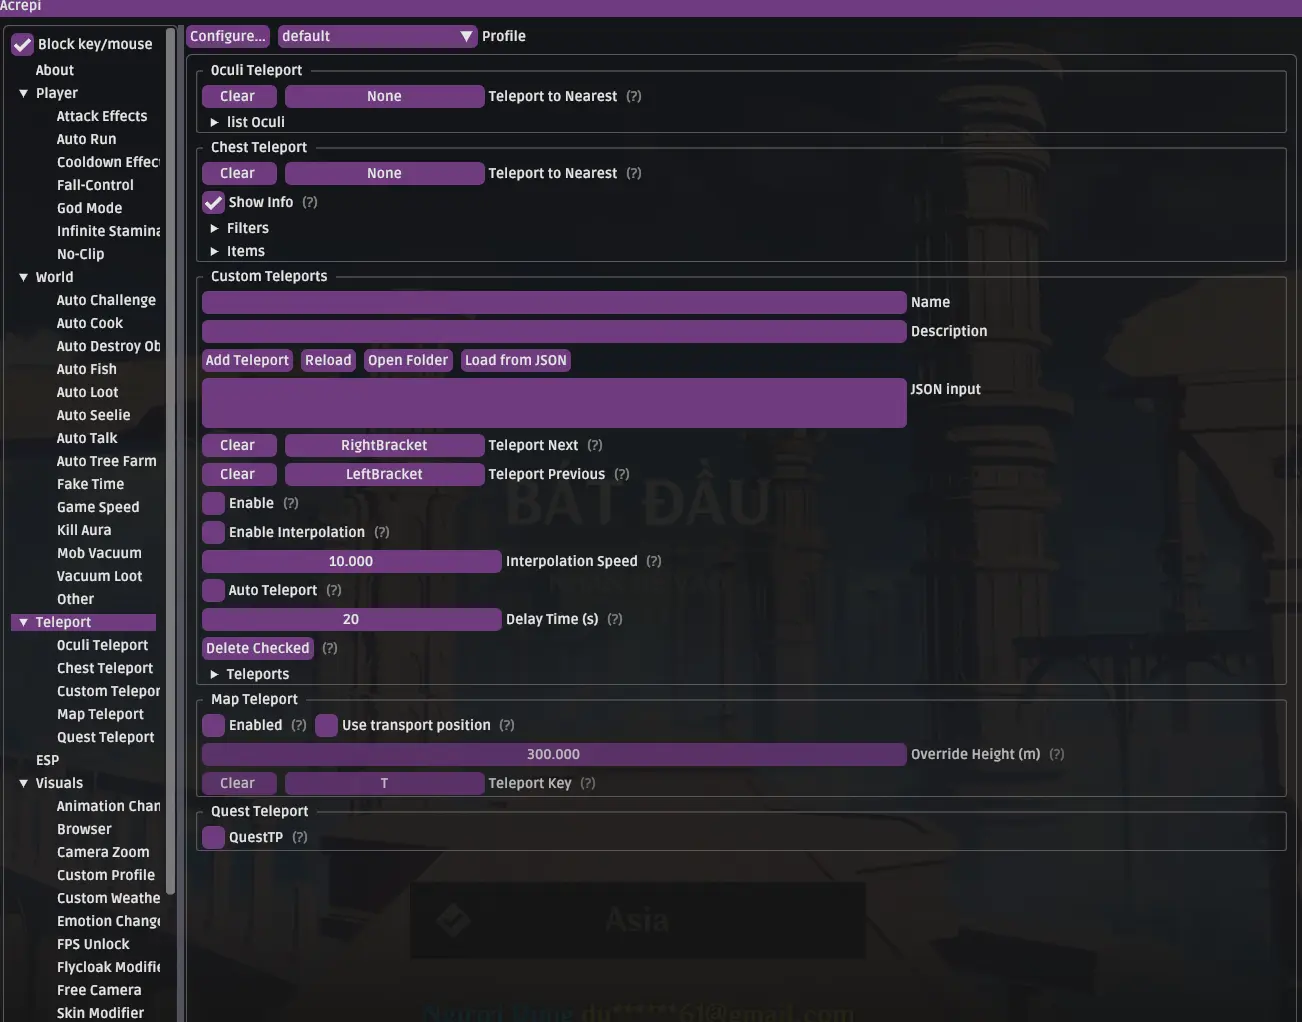 Acrepi
Block key/mouse
About
▼ Player
Attack Effects
Auto Run
Cooldown Effec
Fall-Control
God Mode
Infinite Stamina
No-Clip
▼ World
Auto Challenge
Auto Cook
Auto Destroy Ob
Auto Fish
Auto Loot
Auto Seelie
Auto Talk
Auto Tree Farm
Fake Time
Game Speed
Kill Aura
Mob Vacuum
Vacuum Loot
Other
▼ Teleport
Oculi Teleport
Chest Teleport
Custom Telepor
Map Teleport
Quest Teleport
ESP
▼ Visuals
Animation Chan
Browser
Camera Zoom
Custom Profile
Custom Weathe
Emotion Change
FPS Unlock
Flycloak Modifie
Free Camera
Skin Modifier
Configure... default ▼ Profile
Oculi Teleport
Clear None Teleport to Nearest (?)
► list Oculi
Chest Teleport
Clear None Teleport to Nearest (?)
Show Info (?)
► Filters
► Items
Custom Teleports
Name
Description
Add Teleport Reload Open Folder Load from JSON
JSON input
Clear RightBracket Teleport Next (?)
Clear LeftBracket Teleport Previous (?)
BẮT ĐẦU
Enable (?)
Enable Interpolation (?)
10.000 Interpolation Speed (?)
Auto Teleport (?)
20 Delay Time (s) (?)
Delete Checked (?)
► Teleports
Map Teleport
Enabled (?) Use transport position (?)
300.000 Override Height (m) (?)
Clear T Teleport Key (?)
Quest Teleport
QuestTP (?)
Asia
Người Dùng du******61@gmail.com